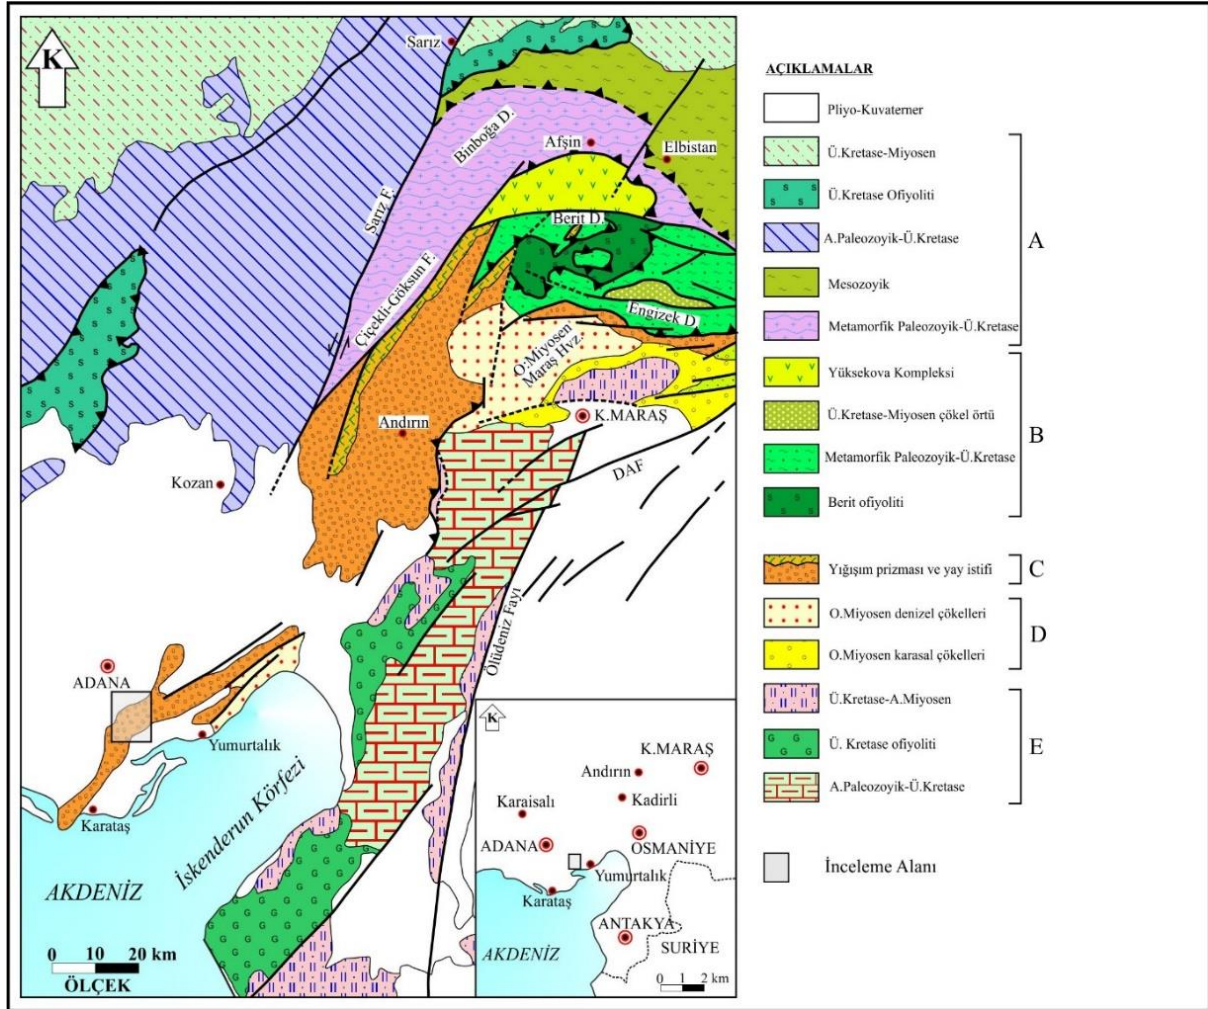 K
Sarız
Binboğa D.
Afşin
Elbistan
Sarız F.
Berit D.
Çiçekli-Göksun F.
Engizek D.
O:Miyosen
Maraş Hvz.
K.MARAŞ
Andırın
DAF
Kozan
Ölüdeniz Fayı
ADANA
Yumurtalık
Karataş
İskenderun Körfezi
AKDENİZ
0 10 20 km
ÖLÇEK
K
K.MARAŞ
Andırın
Kadirli
Karaisalı
ADANA
OSMANİYE
Yumurtalık
Karataş
ANTAKYA
SURİYE
AKDENİZ
0 1 2 km
AÇIKLAMALAR
Pliyo-Kuvaterner
Ü.Kretase-Miyosen
Ü.Kretase Ofiyoliti
A.Paleozoyik-Ü.Kretase
A
Mesozoyik
Metamorfik Paleozoyik-Ü.Kretase
Yüksekova Kompleksi
Ü.Kretase-Miyosen çökel örtü
B
Metamorfik Paleozoyik-Ü.Kretase
Berit ofiyoliti
Yığışım prizması ve yay istifi
C
O.Miyosen denizel çökelleri
D
O.Miyosen karasal çökelleri
Ü.Kretase-A.Miyosen
Ü. Kretase ofiyoliti
E
A.Paleozoyik-Ü.Kretase
İnceleme Alanı